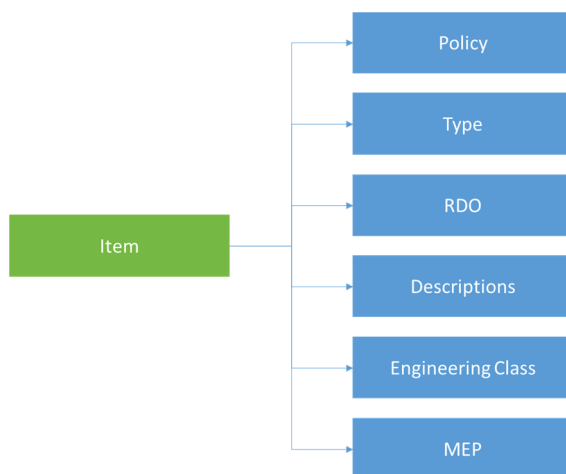 Policy
Type
RDO
Item
Descriptions
Engineering Class
MEP